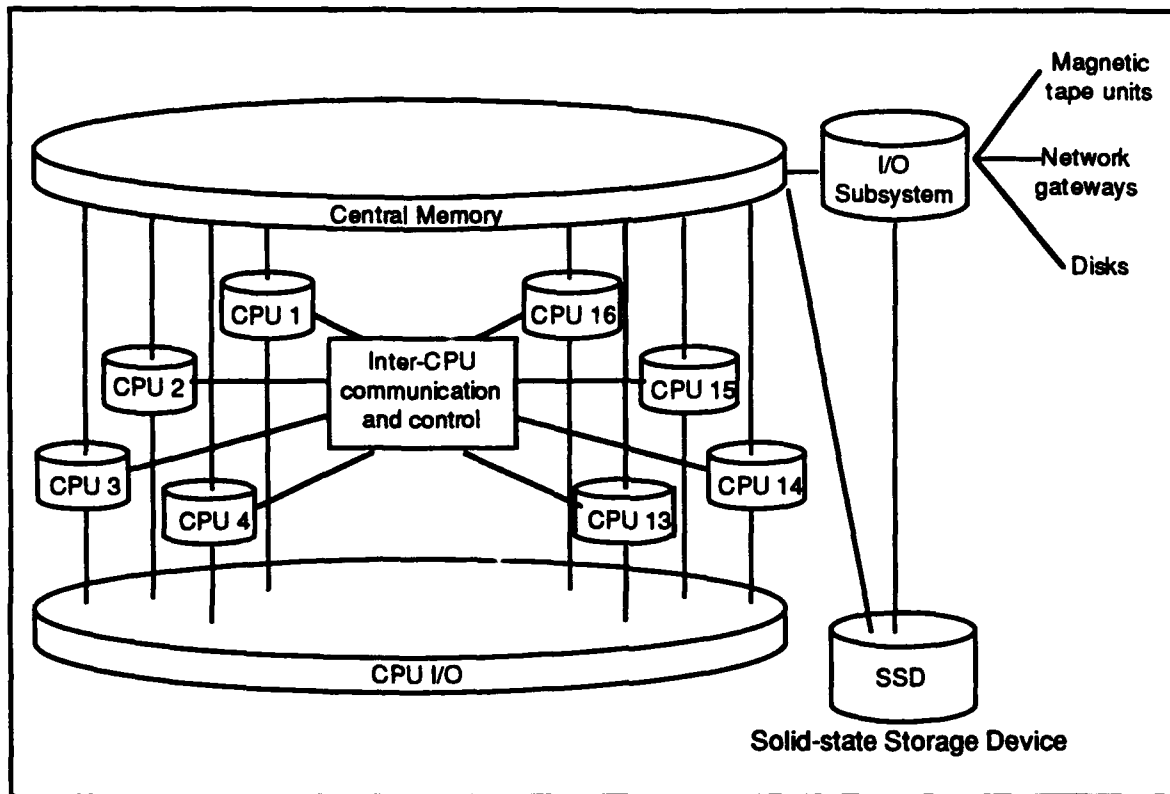 Magnetic
tape units
I/O
Subsystem
Network
gateways
Disks
Central Memory
CPU 1
CPU 16
Inter-CPU
communication
and control
CPU 2
CPU 15
CPU 3
CPU 14
CPU 4
CPU 13
CPU I/O
SSD
Solid-state Storage Device